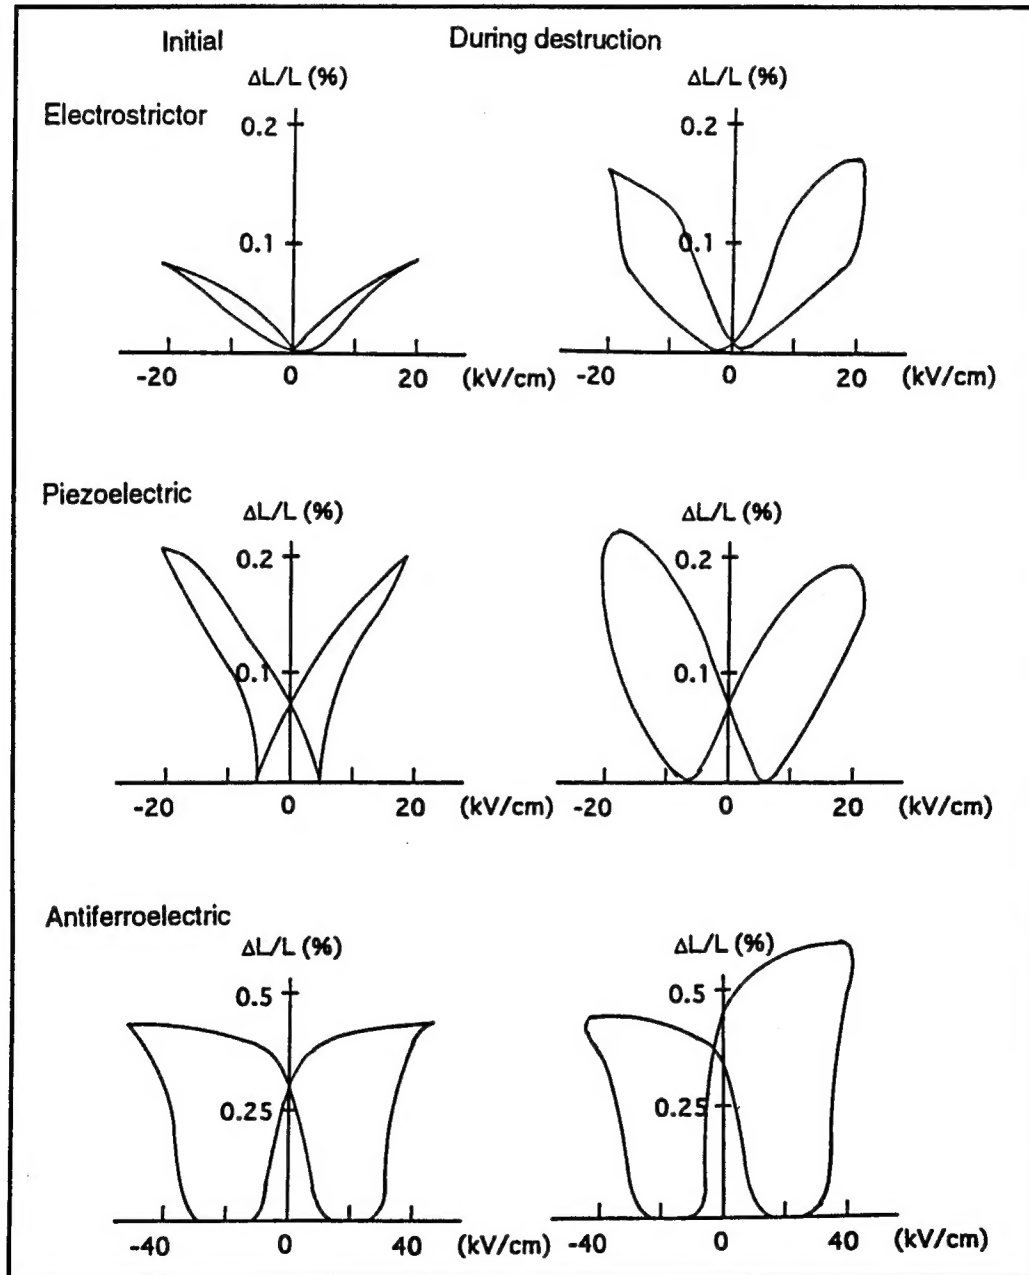 Initial During destruction
ΔL/L (%) ΔL/L (%)
Electrostrictor
0.2 0.2
0.1 0.1
-20 0 20 (kV/cm) -20 0 20 (kV/cm)
Piezoelectric
ΔL/L (%) ΔL/L (%)
0.2 0.2
0.1 0.1
-20 0 20 (kV/cm) -20 0 20 (kV/cm)
Antiferroelectric
ΔL/L (%) ΔL/L (%)
0.5 0.5
0.25 0.25
-40 0 40 (kV/cm) -40 0 40 (kV/cm)